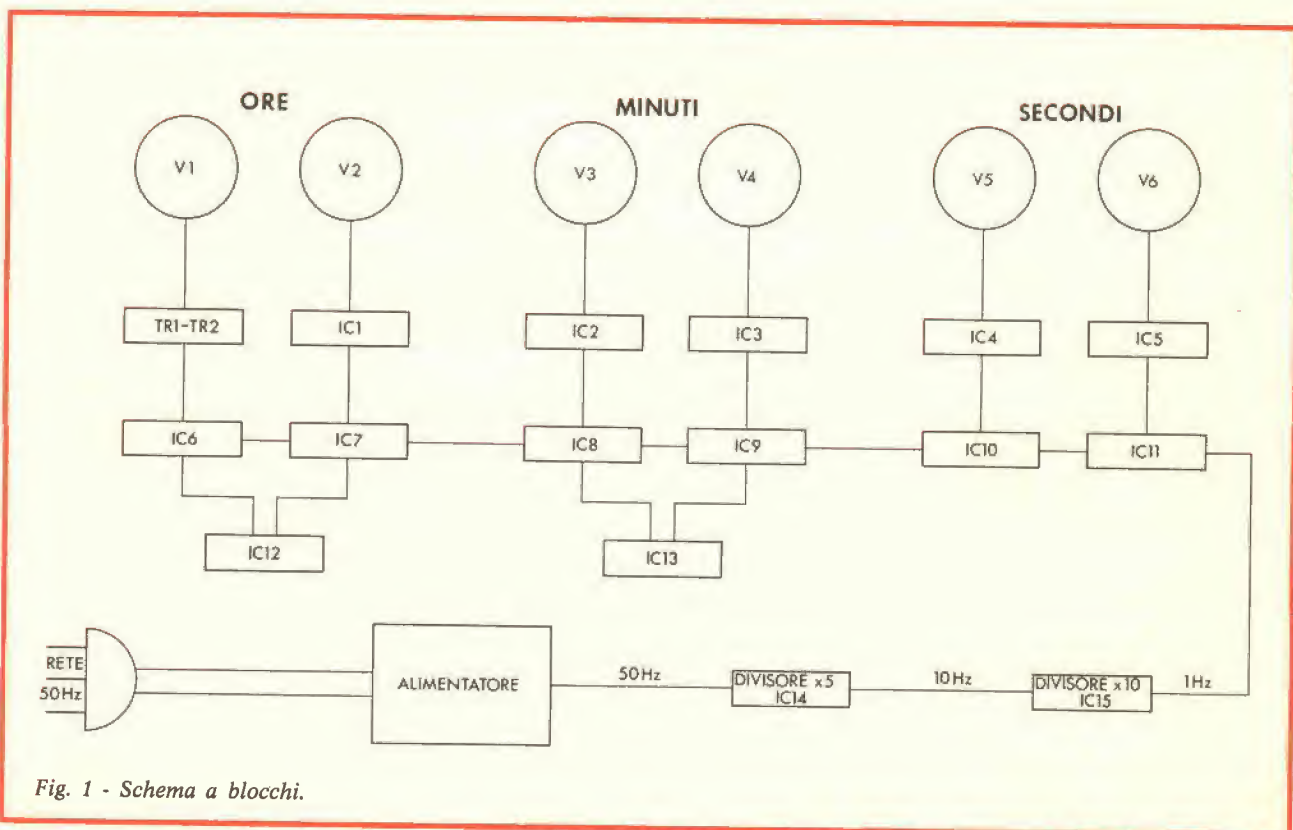 ORE
MINUTI
SECONDI
V1
V2
V3
V4
V5
V6
TR1-TR2
IC1
IC2
IC3
IC4
IC5
IC6
IC7
IC8
IC9
IC10
IC11
IC12
IC13
RETE
50Hz
ALIMENTATORE
50Hz
DIVISORE x5
IC14
10Hz
DIVISORE x10
IC15
1Hz
Fig. 1 - Schema a blocchi.